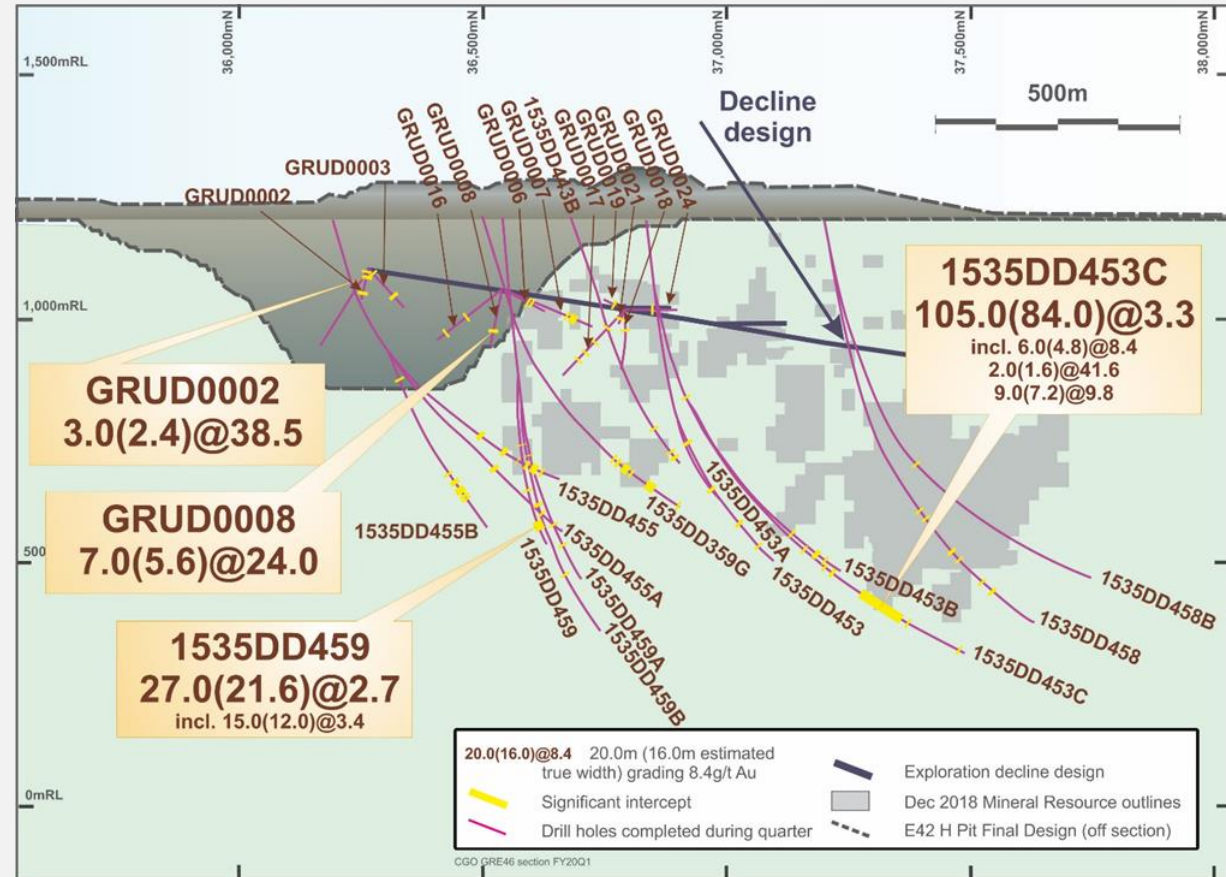 36,000mN
36,500mN
37,000mN
37,500mN
38,000mN
1,500mRL
1,000mRL
500
0mRL
500m
Decline
design
GRUD0002
GRUD0003
GRUD0016
GRUD0008
GRUD0006
GRUD0007
1535DD443B
GRUD0017
GRUD0019
GRUD0021
GRUD0018
GRUD0024
1535DD453C
105.0(84.0)@3.3
incl. 6.0(4.8)@8.4
2.0(1.6)@41.6
9.0(7.2)@9.8
GRUD0002
3.0(2.4)@38.5
GRUD0008
7.0(5.6)@24.0
1535DD459
27.0(21.6)@2.7
incl. 15.0(12.0)@3.4
1535DD455B
1535DD455
1535DD455A
1535DD459
1535DD459A
1535DD459B
1535DD359G
1535DD453A
1535DD453
1535DD453B
1535DD453C
1535DD458
1535DD458B
20.0(16.0)@8.4 20.0m (16.0m estimated
true width) grading 8.4g/t Au
Significant intercept
Drill holes completed during quarter
Exploration decline design
Dec 2018 Mineral Resource outlines
E42 H Pit Final Design (off section)
CGO GRE46 section FY20Q1